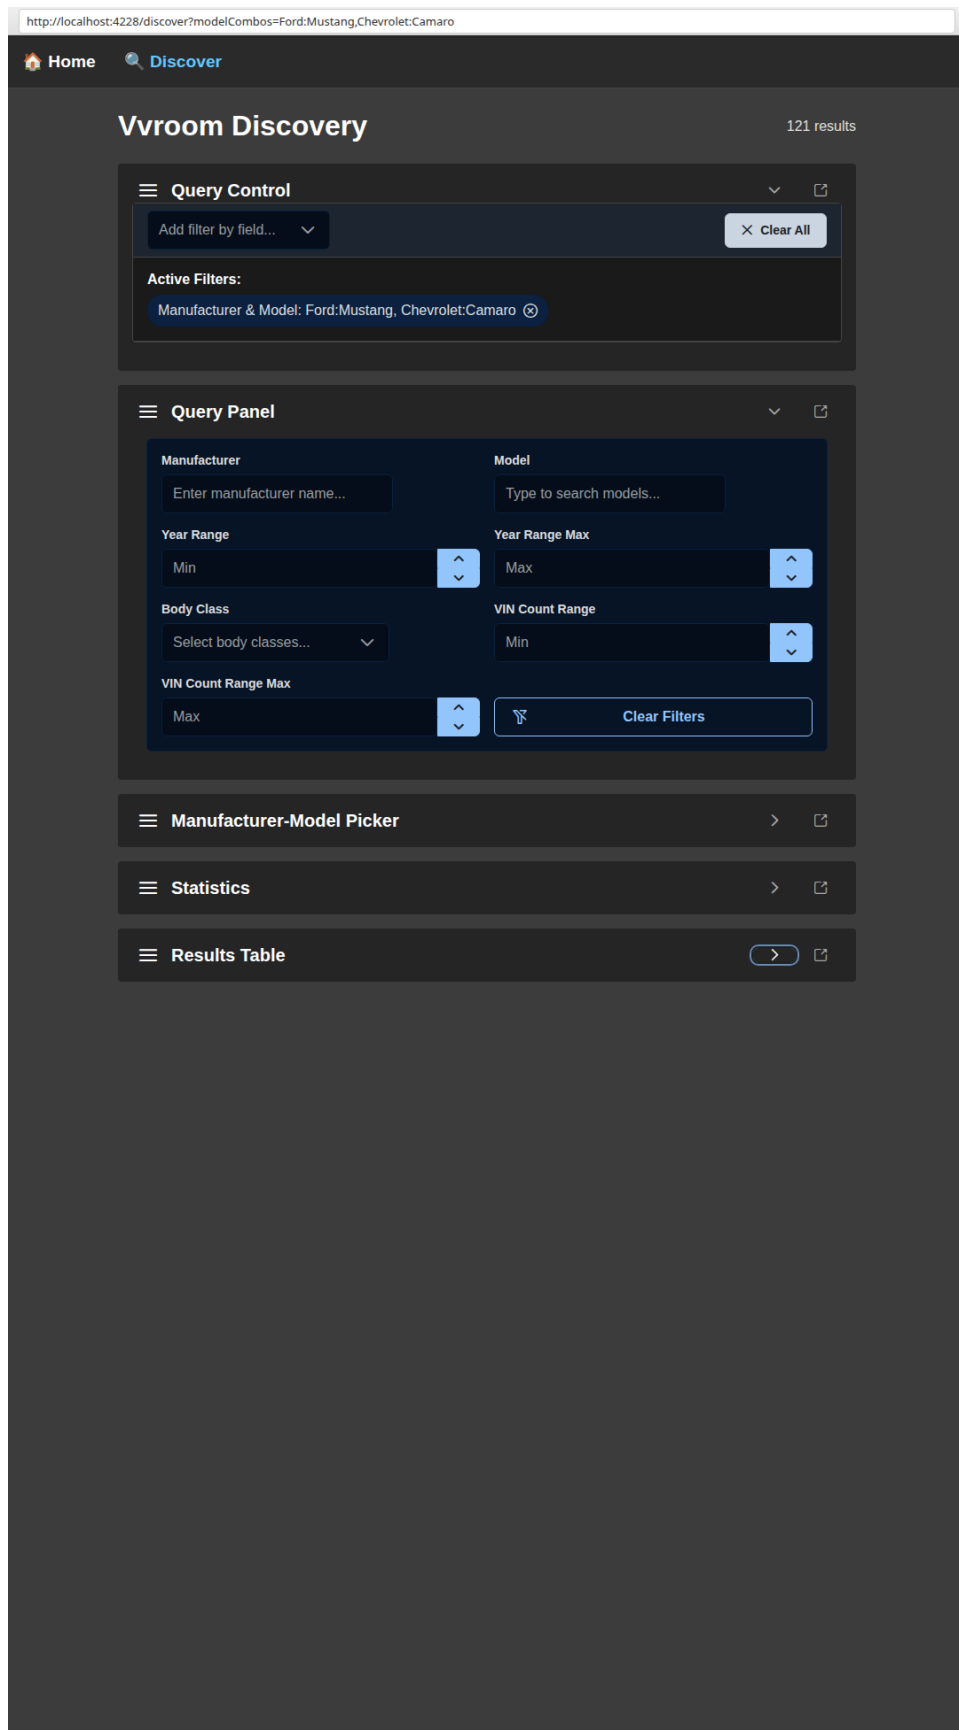 http://localhost:4228/discover?modelCombos=Ford:Mustang,Chevrolet:Camaro
🏠 Home 🔍 Discover
Vvroom Discovery
121 results
Query Control
Add filter by field...
Clear All
Active Filters:
Manufacturer & Model: Ford:Mustang, Chevrolet:Camaro
Query Panel
Manufacturer
Model
Enter manufacturer name...
Type to search models...
Year Range
Year Range Max
Min
Max
Body Class
VIN Count Range
Select body classes...
Min
VIN Count Range Max
Max
Clear Filters
Manufacturer-Model Picker
Statistics
Results Table